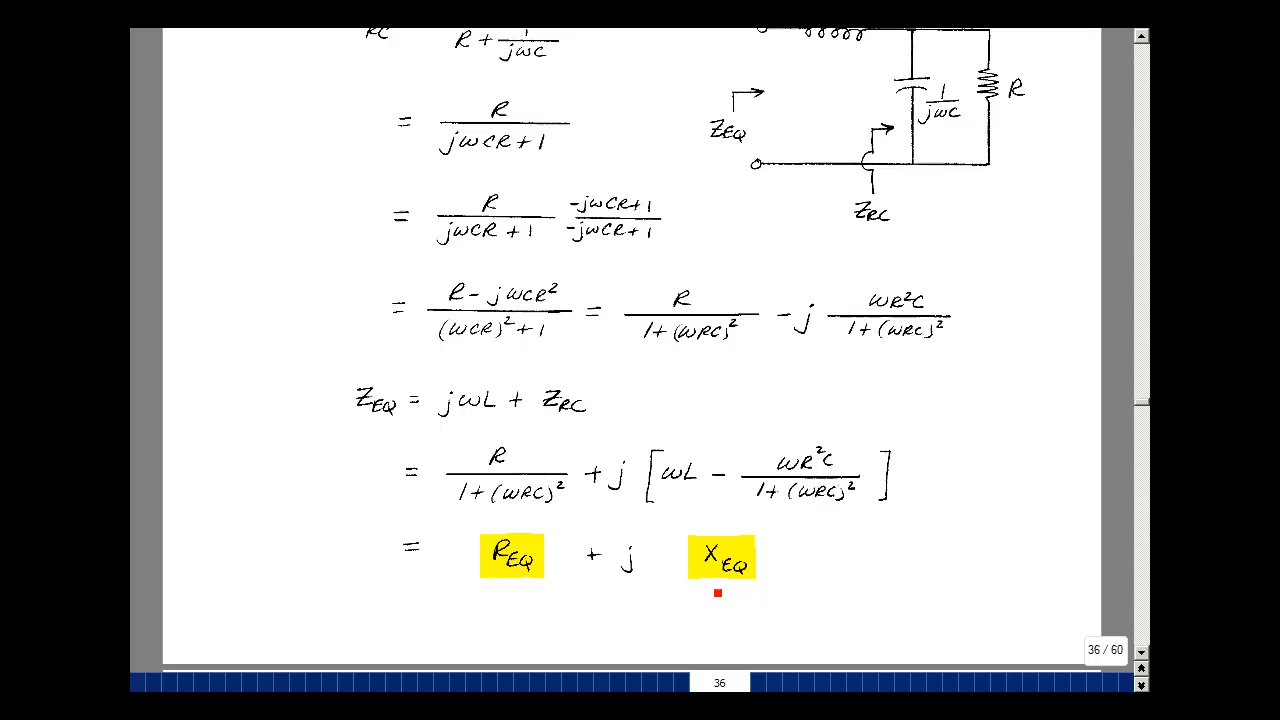 RC R + 1/jωC
= R/(jωCR + 1)
= R/(jωCR + 1) (-jωCR + 1)/(-jωCR + 1)
= (R - jωCR²)/((ωCR)² + 1) = R/(1 + (ωRC)²) - j ωR²C/(1 + (ωRC)²)
Z_EQ = jωL + Z_RC
= R/(1 + (ωRC)²) + j [ωL - ωR²C/(1 + (ωRC)²)]
= R_EQ + j X_EQ
1/jωC
R
Z_EQ
Z_RC
36 / 60
36